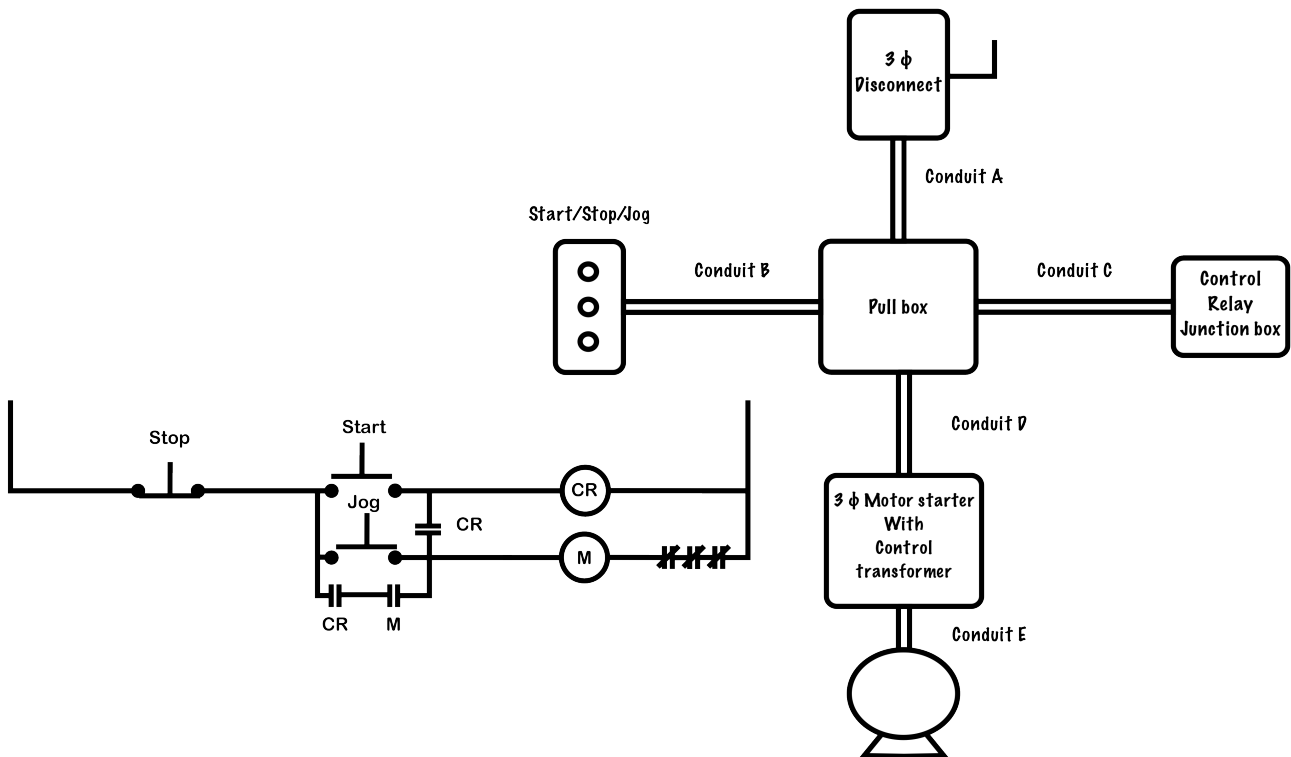 3 ϕ
Disconnect
Conduit A
Start/Stop/Jog
Conduit B
Pull box
Conduit C
Control
Relay
Junction box
Conduit D
3 ϕ Motor starter
With
Control
transformer
Conduit E
Stop
Start
Jog
CR
CR
M
CR
M